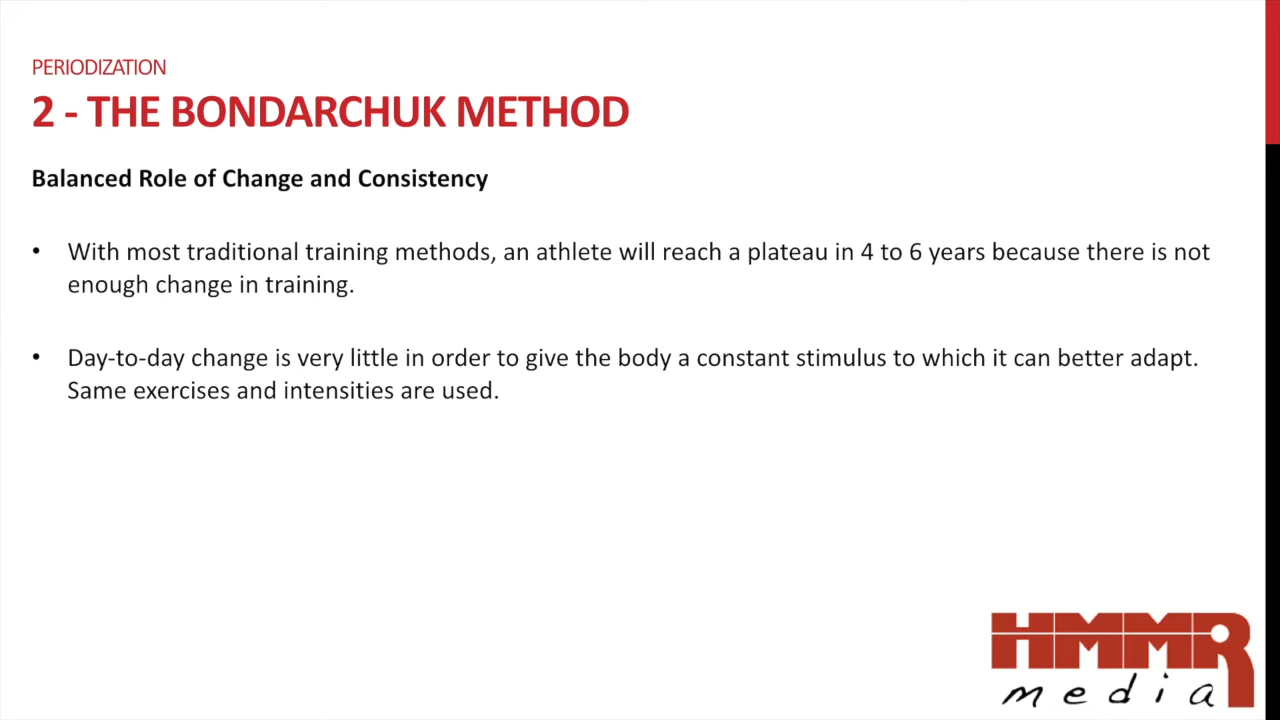 PERIODIZATION
2 - THE BONDARCHUK METHOD
Balanced Role of Change and Consistency
• With most traditional training methods, an athlete will reach a plateau in 4 to 6 years because there is not
enough change in training.
• Day-to-day change is very little in order to give the body a constant stimulus to which it can better adapt.
Same exercises and intensities are used.
HMMR
media